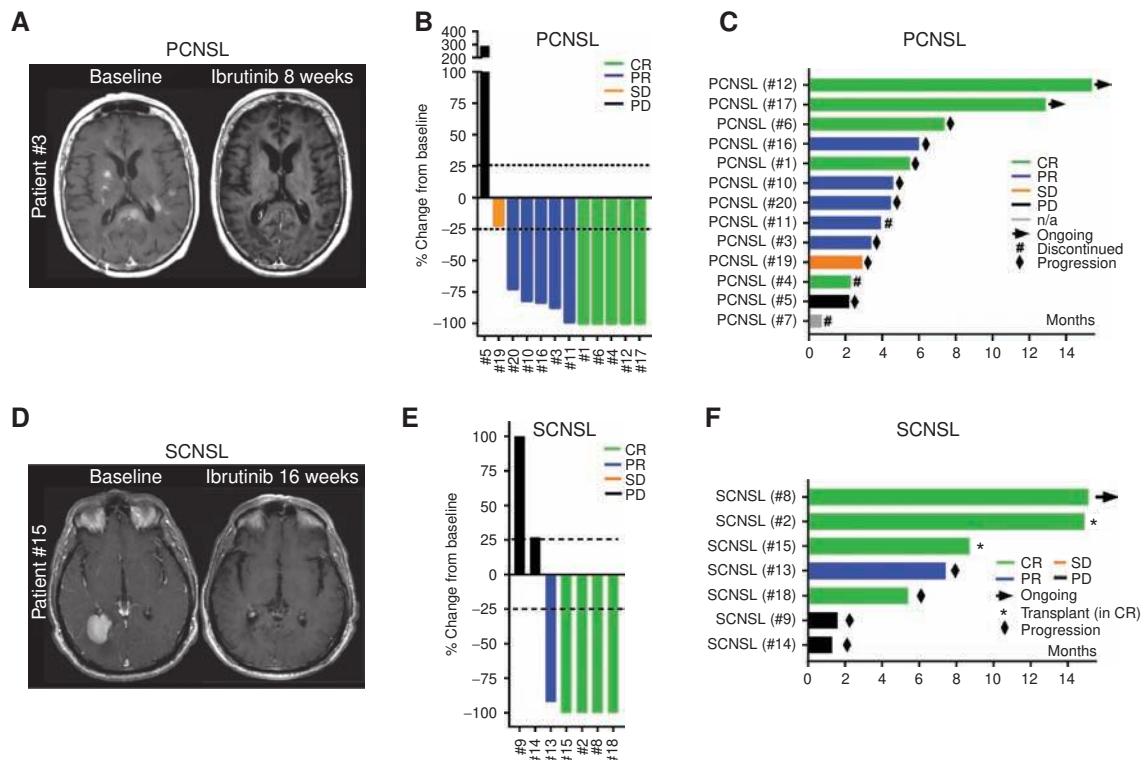 A
PCNSL
Baseline
Ibrutinib 8 weeks
Patient #3
B
PCNSL
% Change from baseline
400
300
200
100
75
50
25
0
−25
−50
−75
−100
CR
PR
SD
PD
#5
#19
#20
#10
#16
#3
#11
#1
#6
#4
#12
#17
C
PCNSL
PCNSL (#12)
PCNSL (#17)
PCNSL (#6)
PCNSL (#16)
PCNSL (#1)
PCNSL (#10)
PCNSL (#20)
PCNSL (#11)
#
PCNSL (#3)
PCNSL (#19)
PCNSL (#4)
#
PCNSL (#5)
PCNSL (#7)
#
CR
PR
SD
PD
n/a
Ongoing
# Discontinued
Progression
Months
0 2 4 6 8 10 12 14
D
SCNSL
Baseline
Ibrutinib 16 weeks
Patient #15
E
SCNSL
% Change from baseline
100
75
50
25
0
−25
−50
−75
−100
CR
PR
SD
PD
#9
#14
#13
#15
#2
#8
#18
F
SCNSL
SCNSL (#8)
SCNSL (#2)
*
SCNSL (#15)
*
SCNSL (#13)
SCNSL (#18)
SCNSL (#9)
SCNSL (#14)
CR SD
PR PD
Ongoing
* Transplant (in CR)
Progression
Months
0 2 4 6 8 10 12 14